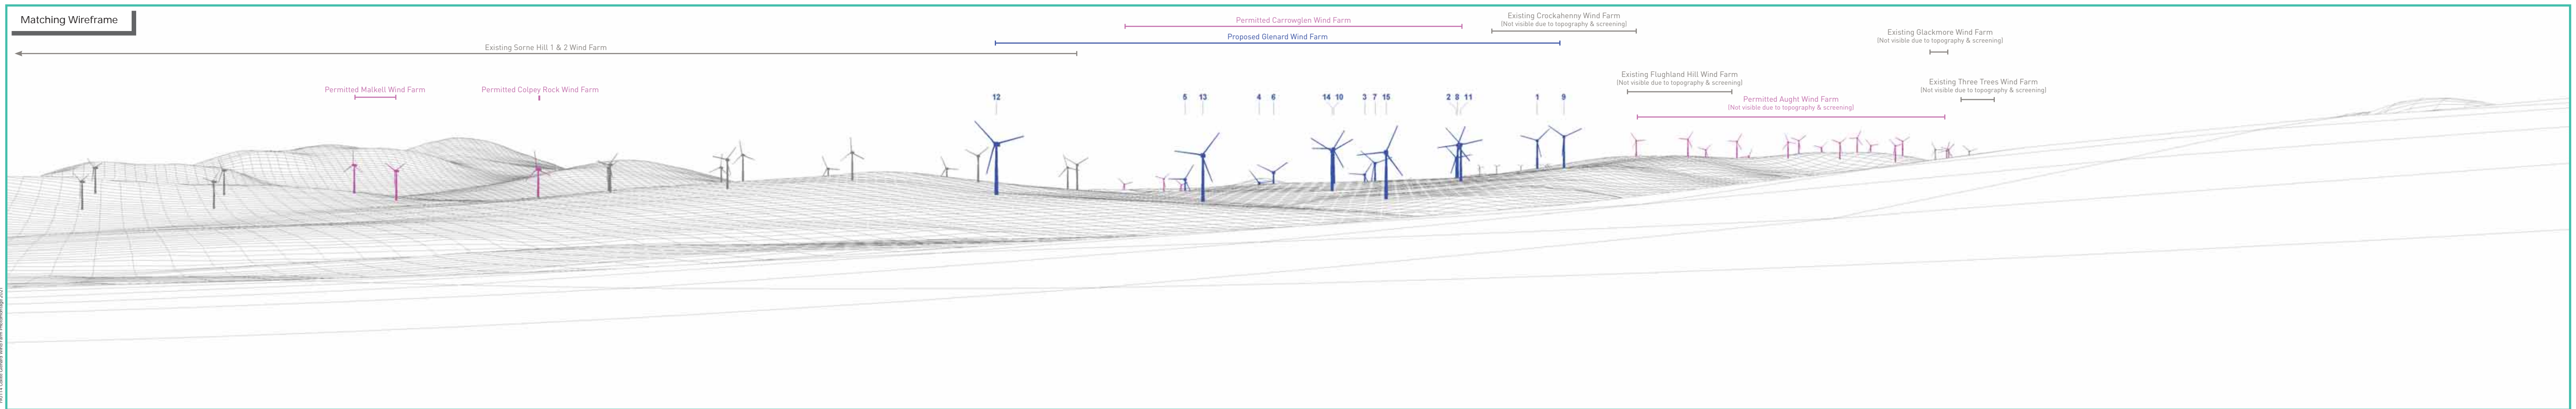 Matching Wireframe
Permitted Carrowglen Wind Farm
Existing Crockahenny Wind Farm
(Not visible due to topography & screening)
Proposed Glenard Wind Farm
Existing Glackmore Wind Farm
(Not visible due to topography & screening)
Existing Sorne Hill 1 & 2 Wind Farm
Existing Flughland Hill Wind Farm
(Not visible due to topography & screening)
Existing Three Trees Wind Farm
(Not visible due to topography & screening)
Permitted Malkell Wind Farm
Permitted Colpey Rock Wind Farm
Permitted Aught Wind Farm
(Not visible due to topography & screening)
12 5 13 4 6 14 10 3 7 15 2 8 11 1 9